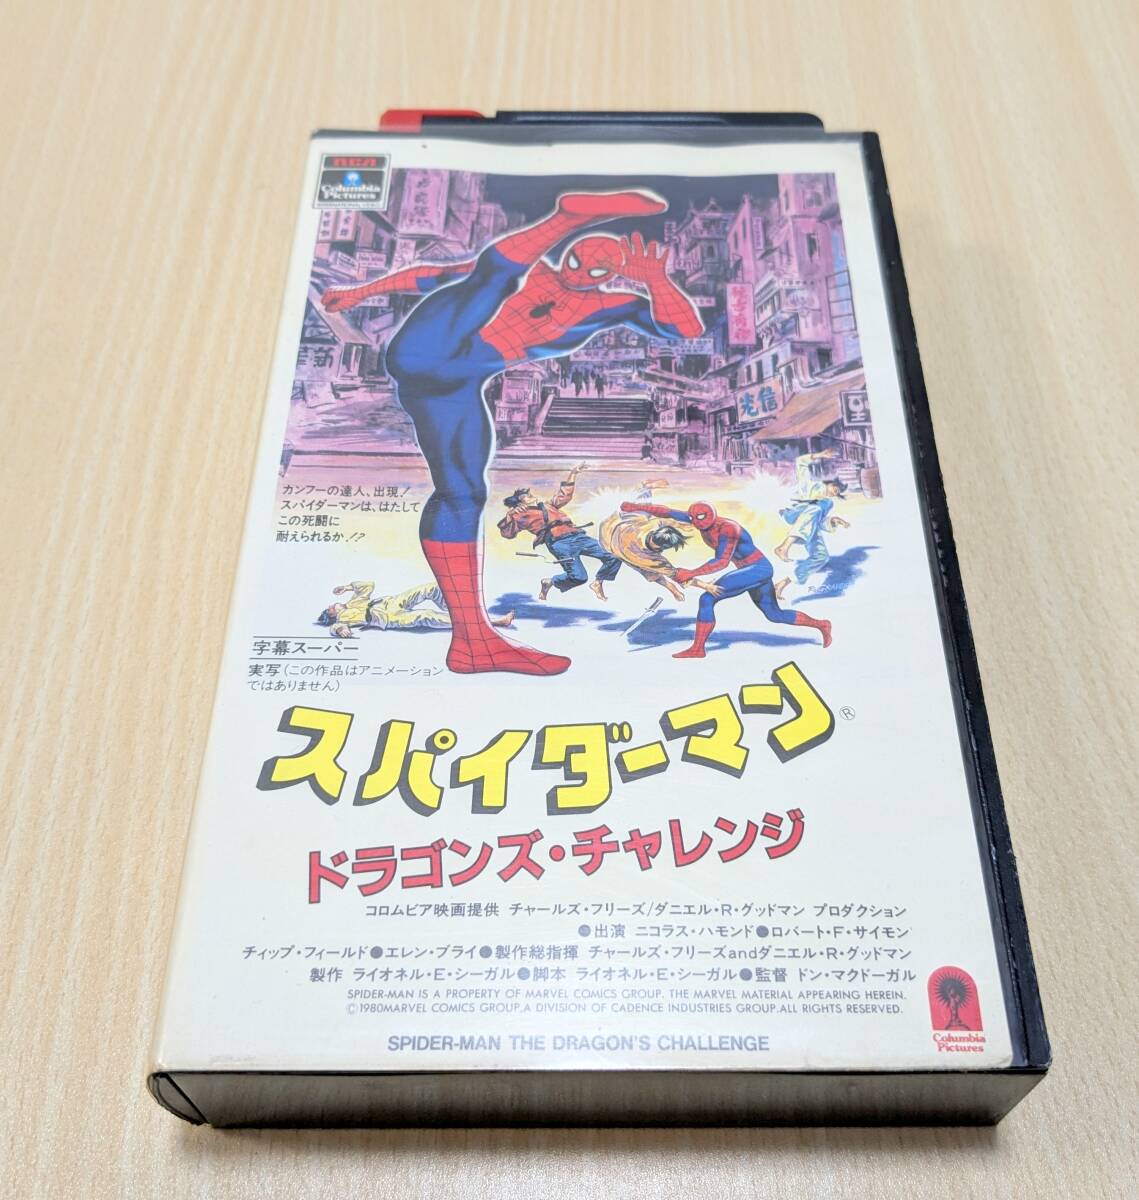 RCA
Columbia
Pictures
INTERNATIONAL VIDEO
信光
カンフーの達人、出現!
スパイダーマンは、はたして
この死闘に
耐えられるか!?
字幕スーパー
実写(この作品はアニメーション
ではありません)
スパイダーマン®
ドラゴンズ・チャレンジ
コロムビア映画提供 チャールズ・フリーズ/ダニエル・R・グッドマン プロダクション
●出演 ニコラス・ハモンド●ロバート・F・サイモン
チィップ・フィールド●エレン・ブライ●製作総指揮 チャールズ・フリーズandダニエル・R・グッドマン
製作 ライオネル・E・シーガル●脚本 ライオネル・E・シーガル●監督 ドン・マクドーガル
SPIDER-MAN IS A PROPERTY OF MARVEL COMICS GROUP. THE MARVEL MATERIAL APPEARING HEREIN.
©1980MARVEL COMICS GROUP,A DIVISION OF CADENCE INDUSTRIES GROUP.ALL RIGHTS RESERVED.
SPIDER-MAN THE DRAGON'S CHALLENGE
Columbia
Pictures